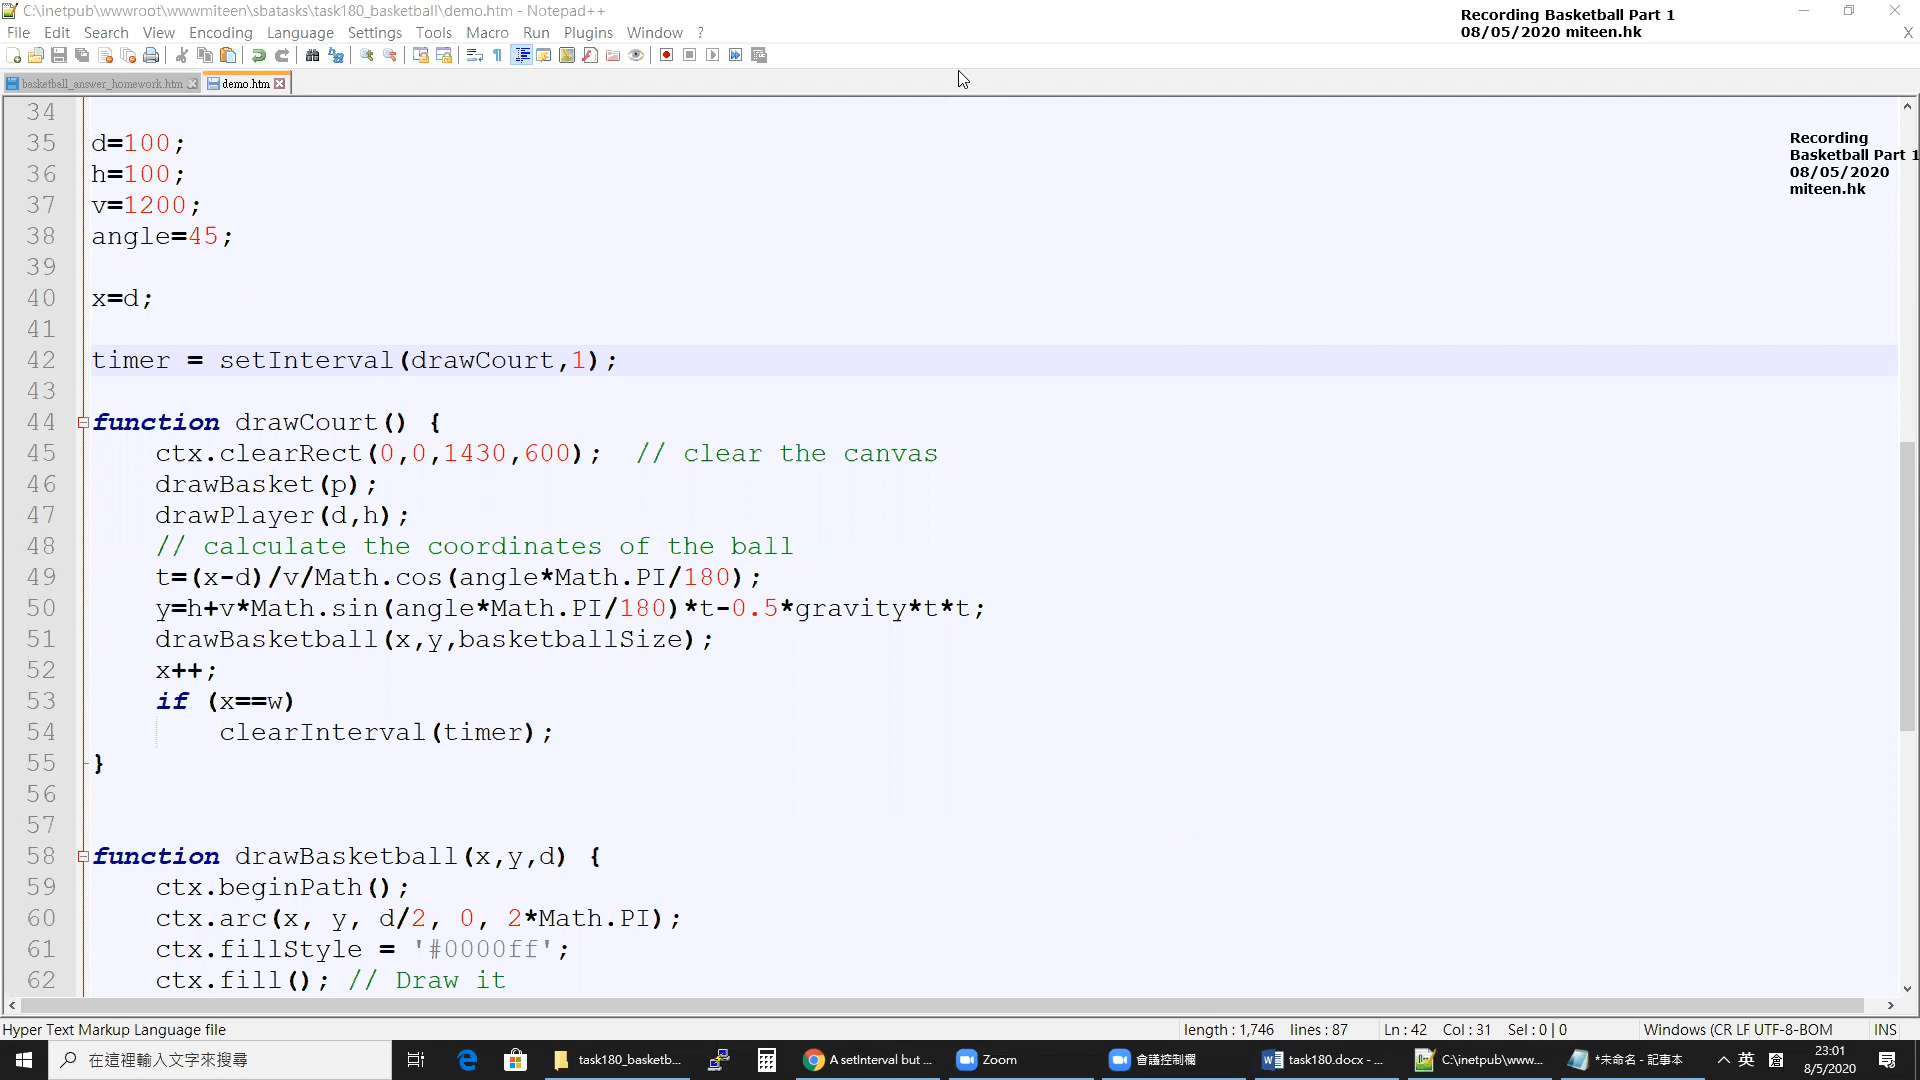 C:\inetpub\wwwroot\wwwmiteen\sbatasks\task180_basketball\demo.htm - Notepad++
Recording Basketball Part 1
08/05/2020 miteen.hk
File Edit Search View Encoding Language Settings Tools Macro Run Plugins Window ? X
basketball_answer_homework.htm demo.htm
Recording
Basketball Part 1
08/05/2020
miteen.hk
34
35 d=100;
36 h=100;
37 v=1200;
38 angle=45;
39
40 x=d;
41
42 timer = setInterval(drawCourt,1);
43
44 function drawCourt() {
45 ctx.clearRect(0,0,1430,600); // clear the canvas
46 drawBasket(p);
47 drawPlayer(d,h);
48 // calculate the coordinates of the ball
49 t=(x-d)/v/Math.cos(angle*Math.PI/180);
50 y=h+v*Math.sin(angle*Math.PI/180)*t-0.5*gravity*t*t;
51 drawBasketball(x,y,basketballSize);
52 x++;
53 if (x==w)
54 clearInterval(timer);
55 }
56
57
58 function drawBasketball(x,y,d) {
59 ctx.beginPath();
60 ctx.arc(x, y, d/2, 0, 2*Math.PI);
61 ctx.fillStyle = '#0000ff';
62 ctx.fill(); // Draw it
Hyper Text Markup Language file length : 1,746 lines : 87 Ln : 42 Col : 31 Sel : 0 | 0 Windows (CR LF UTF-8-BOM INS
在這裡輸入文字來搜尋 task180_basketb... A setInterval but ... Zoom 會議控制欄 task180.docx - ... C:\inetpub\www... *未命名 - 記事本 英 倉 23:01
8/5/2020